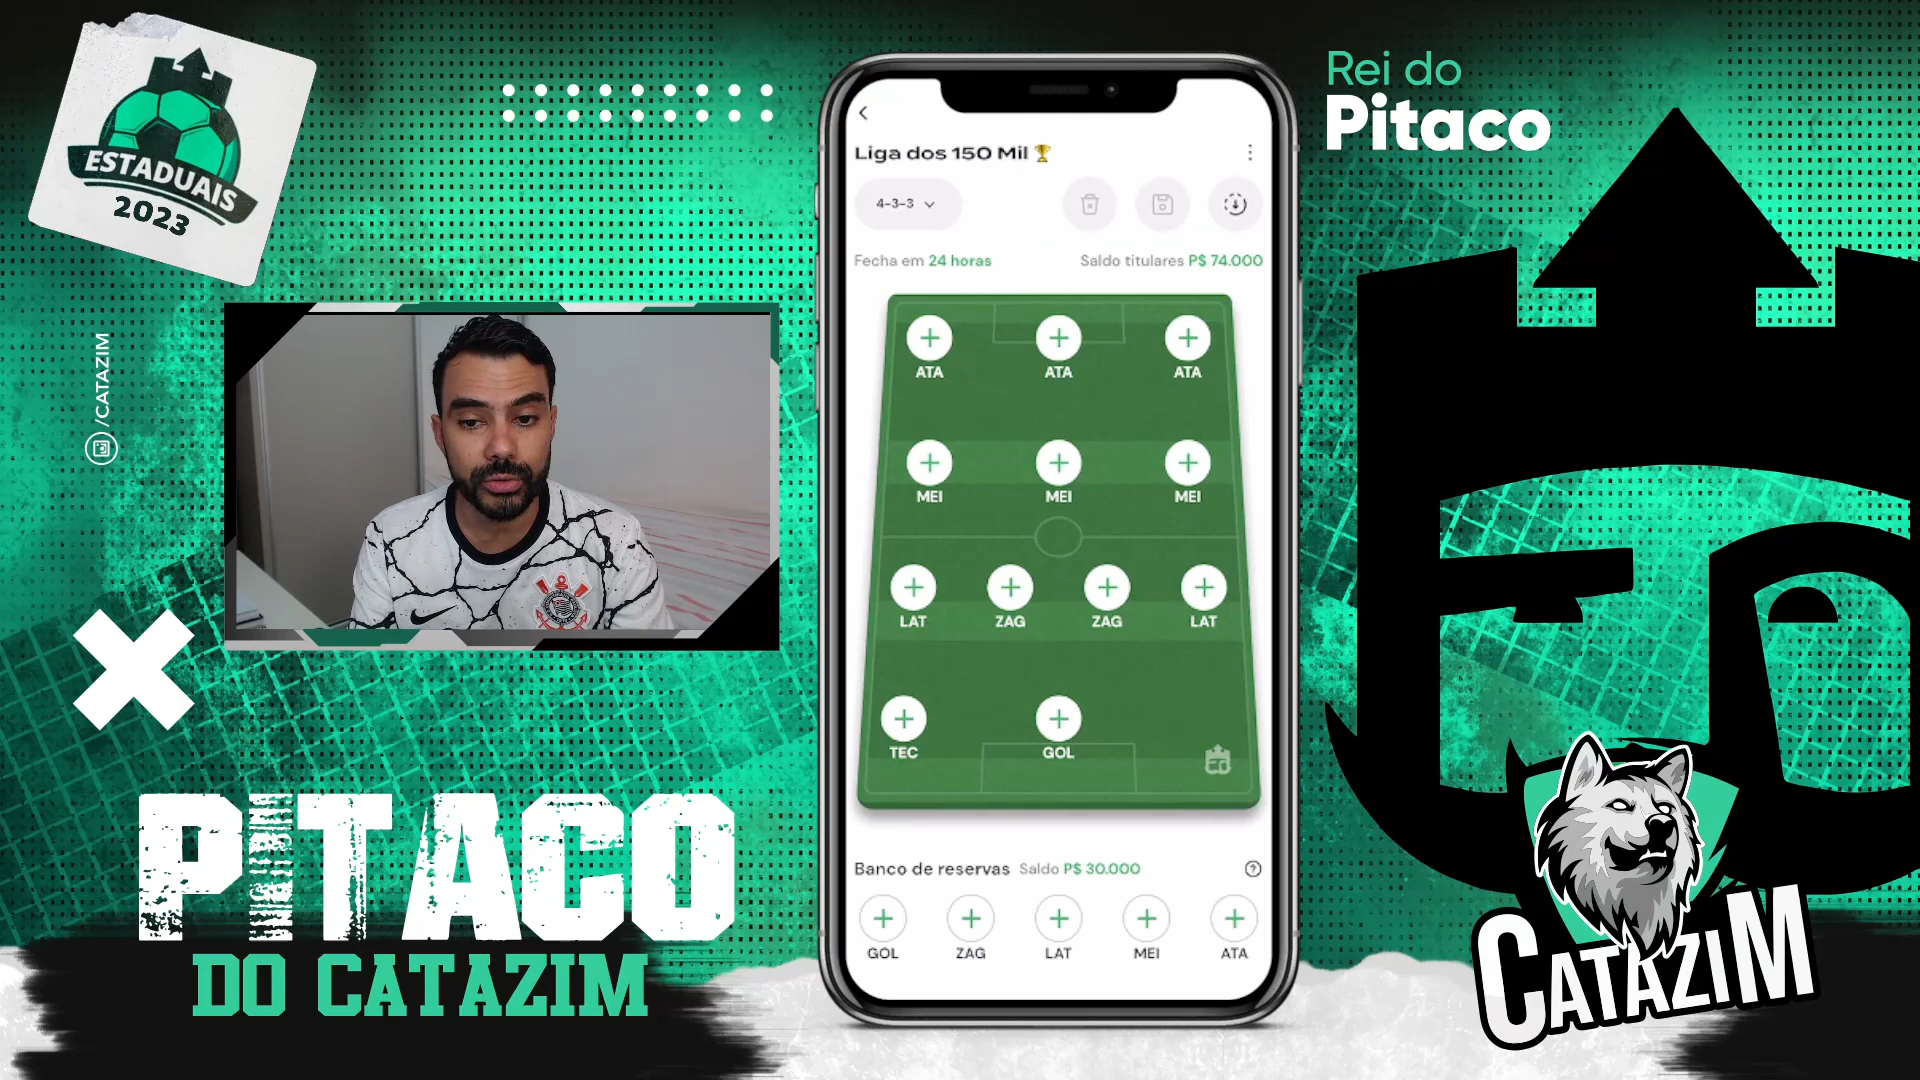 ESTADUAIS
2023
/CATAZIM
PITACO
DO CATAZIM
Liga dos 150 Mil
4-3-3
Fecha em 24 horas
Saldo titulares P$ 74.000
ATA
ATA
ATA
MEI
MEI
MEI
LAT
ZAG
ZAG
LAT
TEC
GOL
Banco de reservas Saldo P$ 30.000
GOL
ZAG
LAT
MEI
ATA
Rei do
Pitaco
CATAZIM